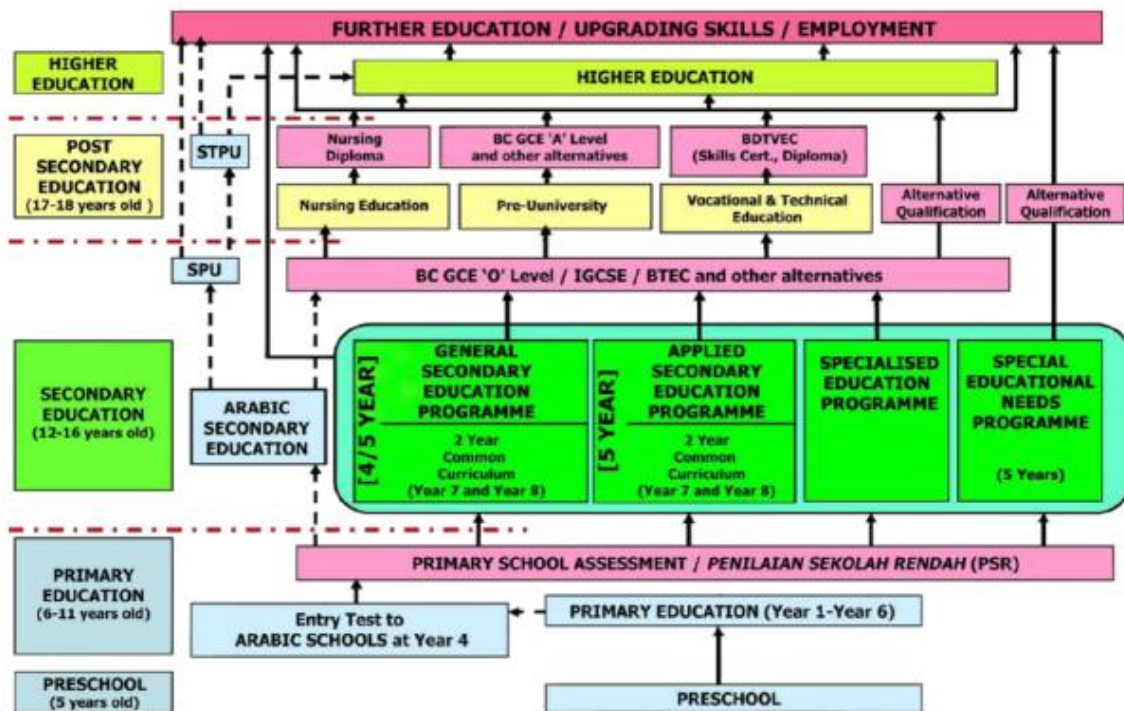 FURTHER EDUCATION / UPGRADING SKILLS / EMPLOYMENT
HIGHER
EDUCATION
HIGHER EDUCATION
POST
SECONDARY
EDUCATION
(17-18 years old )
STPU
Nursing
Diploma
BC GCE 'A' Level
and other alternatives
BDTVEC
(Skills Cert., Diploma)
Nursing Education
Pre-Uuniversity
Vocational & Technical
Education
Alternative
Qualification
Alternative
Qualification
SPU
BC GCE 'O' Level / IGCSE / BTEC and other alternatives
SECONDARY
EDUCATION
(12-16 years old)
ARABIC
SECONDARY
EDUCATION
[4/5 YEAR]
GENERAL
SECONDARY
EDUCATION
PROGRAMME
2 Year
Common
Curriculum
(Year 7 and Year 8)
[5 YEAR]
APPLIED
SECONDARY
EDUCATION
PROGRAMME
2 Year
Common
Curriculum
(Year 7 and Year 8)
SPECIALISED
EDUCATION
PROGRAMME
SPECIAL
EDUCATIONAL
NEEDS
PROGRAMME
(5 Years)
PRIMARY
EDUCATION
(6-11 years old)
PRIMARY SCHOOL ASSESSMENT / PENILAIAN SEKOLAH RENDAH (PSR)
Entry Test to
ARABIC SCHOOLS at Year 4
PRIMARY EDUCATION (Year 1-Year 6)
PRESCHOOL
(5 years old)
PRESCHOOL